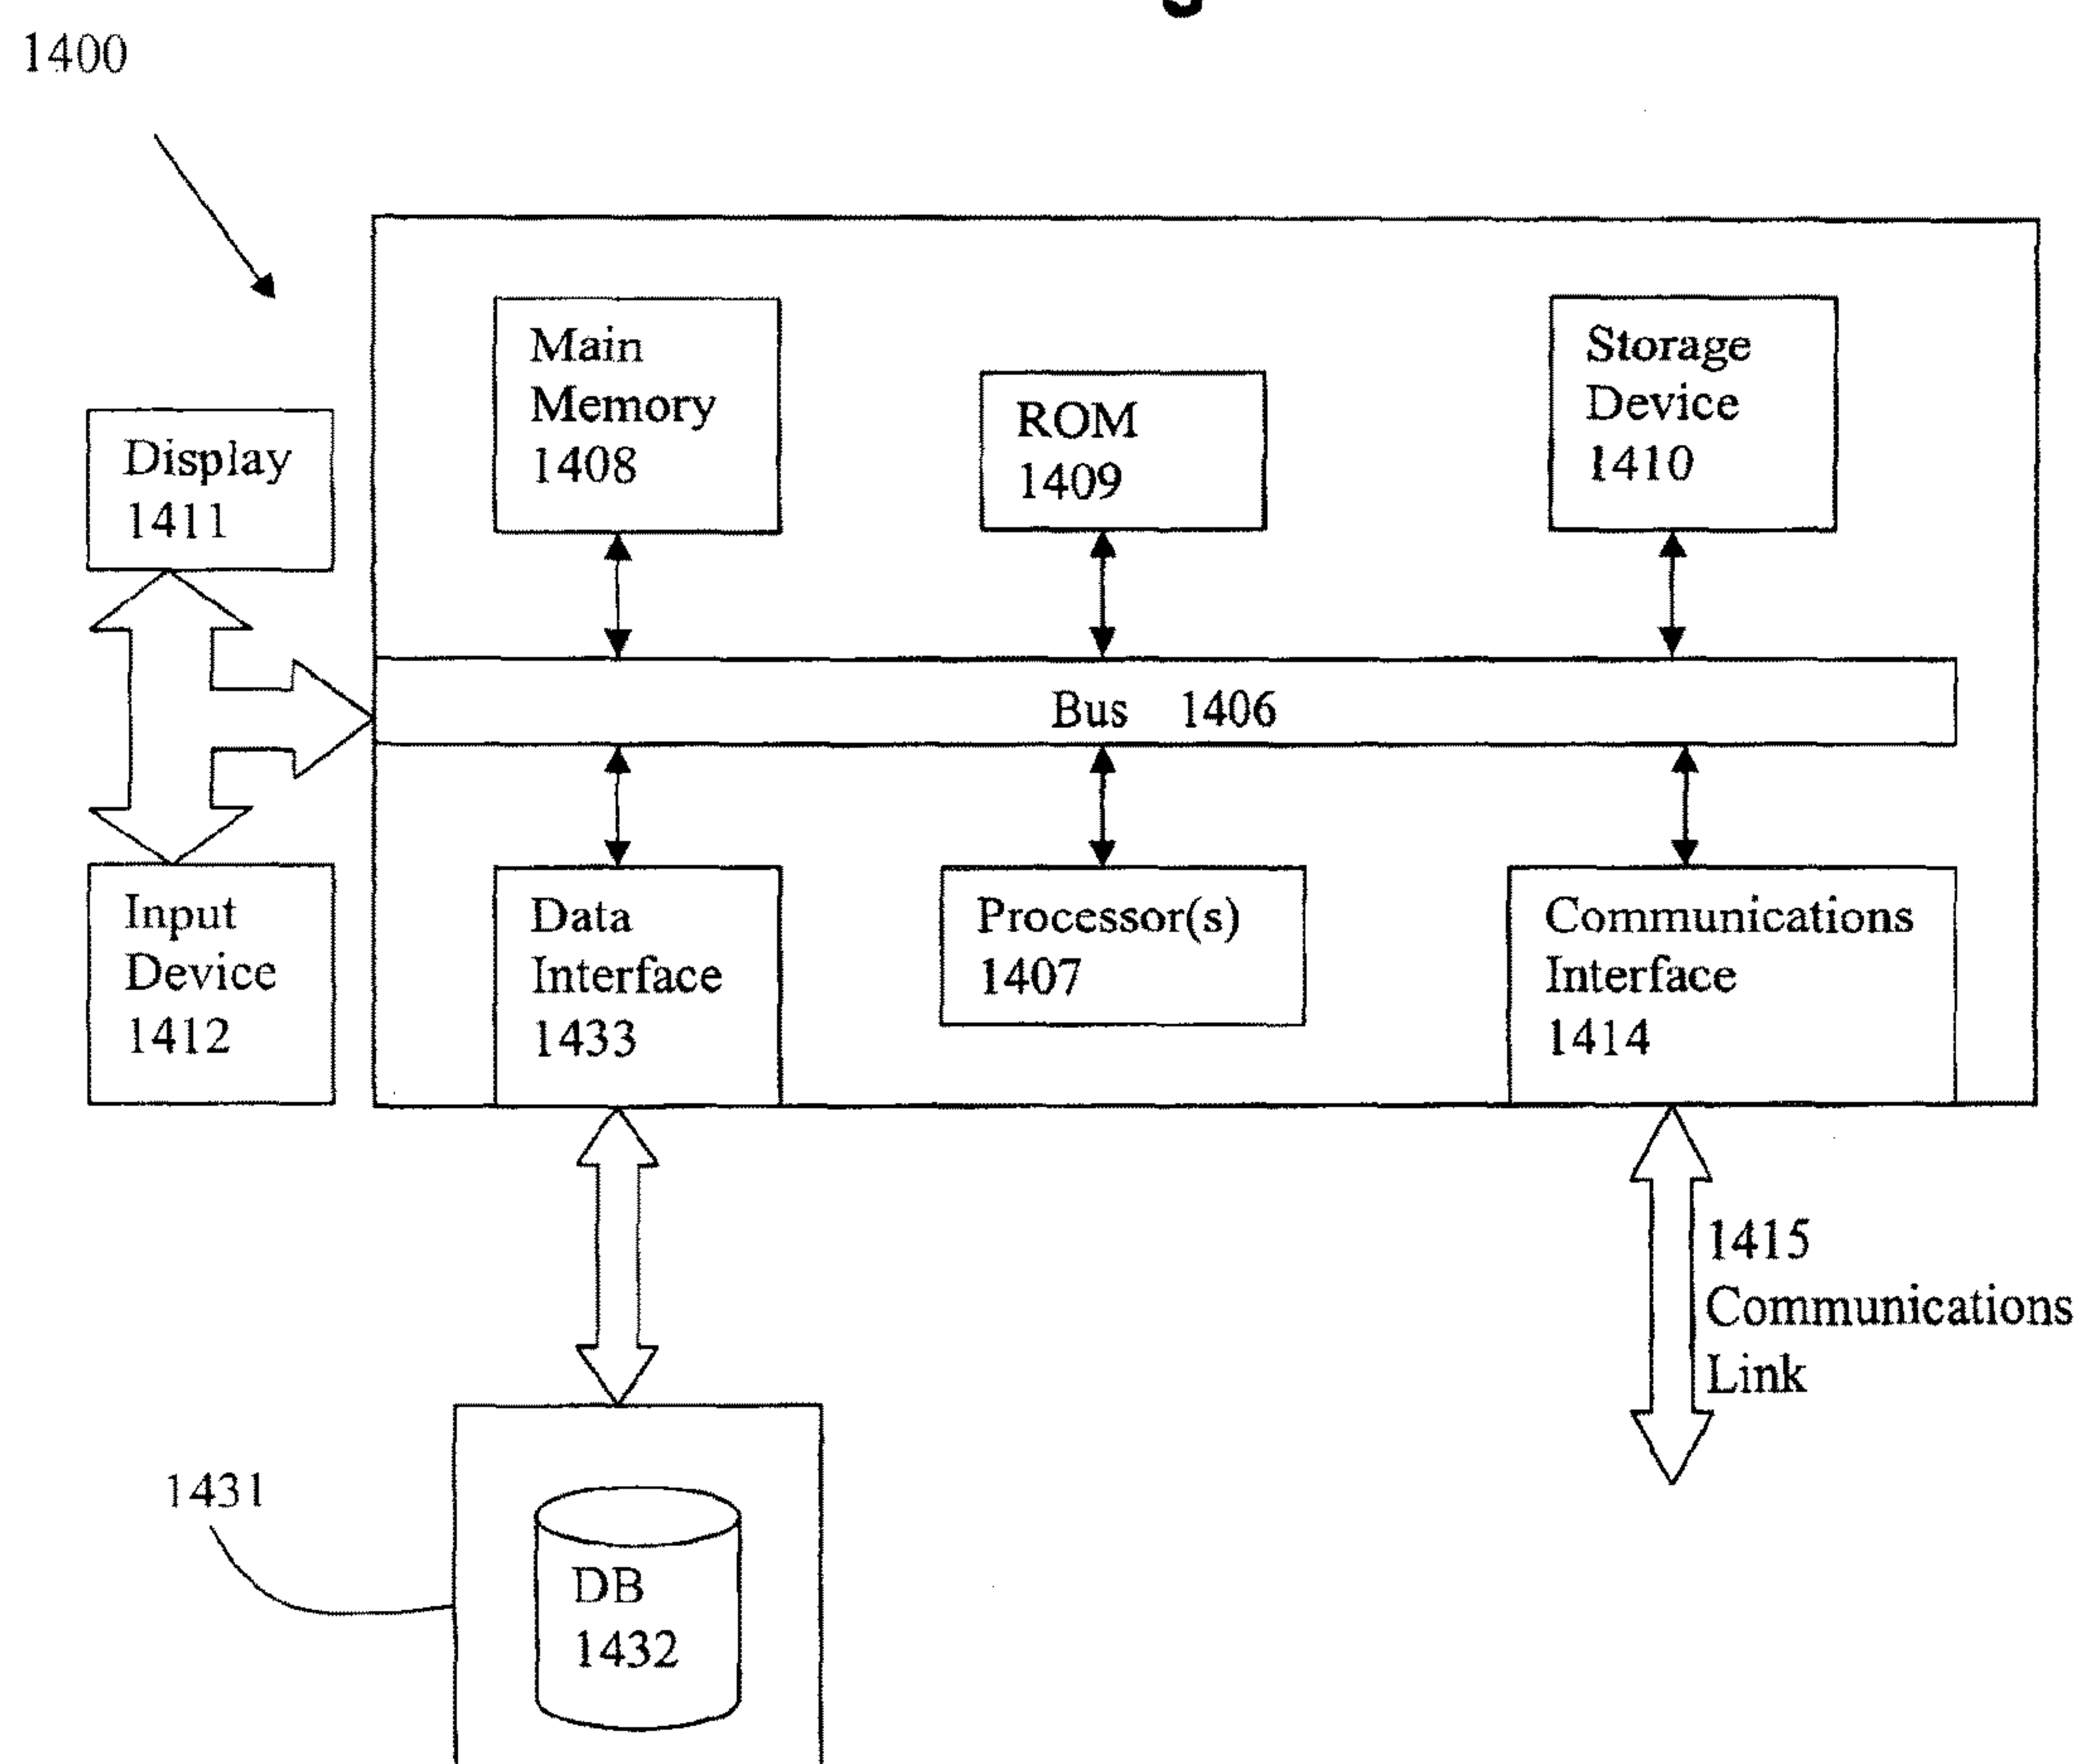 1400
Main
Memory
1408
ROM
1409
Storage
Device
1410
Display
1411
Bus 1406
Input
Device
1412
Data
Interface
1433
Processor(s)
1407
Communications
Interface
1414
1415
Communications
Link
1431
DB
1432